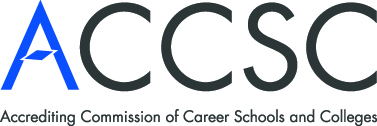 ACCSC
Accrediting Commission of Career Schools and Colleges